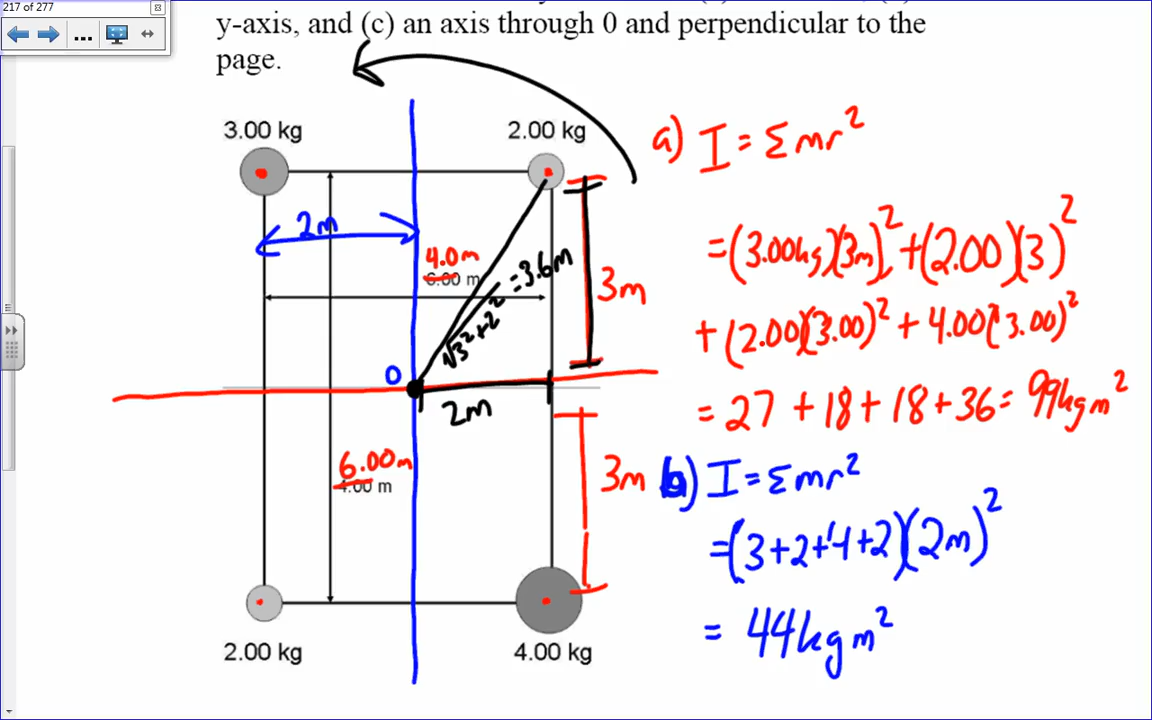 217 of 277
...
y-axis, and (c) an axis through 0 and perpendicular to the
page.
3.00 kg
2.00 kg
2m
4.0m
6.00 m
√3²+2² =3.6m
3m
0
2m
6.00m
4.00 m
3m
2.00 kg
4.00 kg
a) I = Σmr²
=(3.00kg)(3m)² + (2.00)(3)²
+ (2.00)(3.00)² + 4.00(3.00)²
= 27 + 18 + 18 + 36 = 99kgm²
b) I = Σmr²
=(3+2+4+2)(2m)²
= 44kgm²